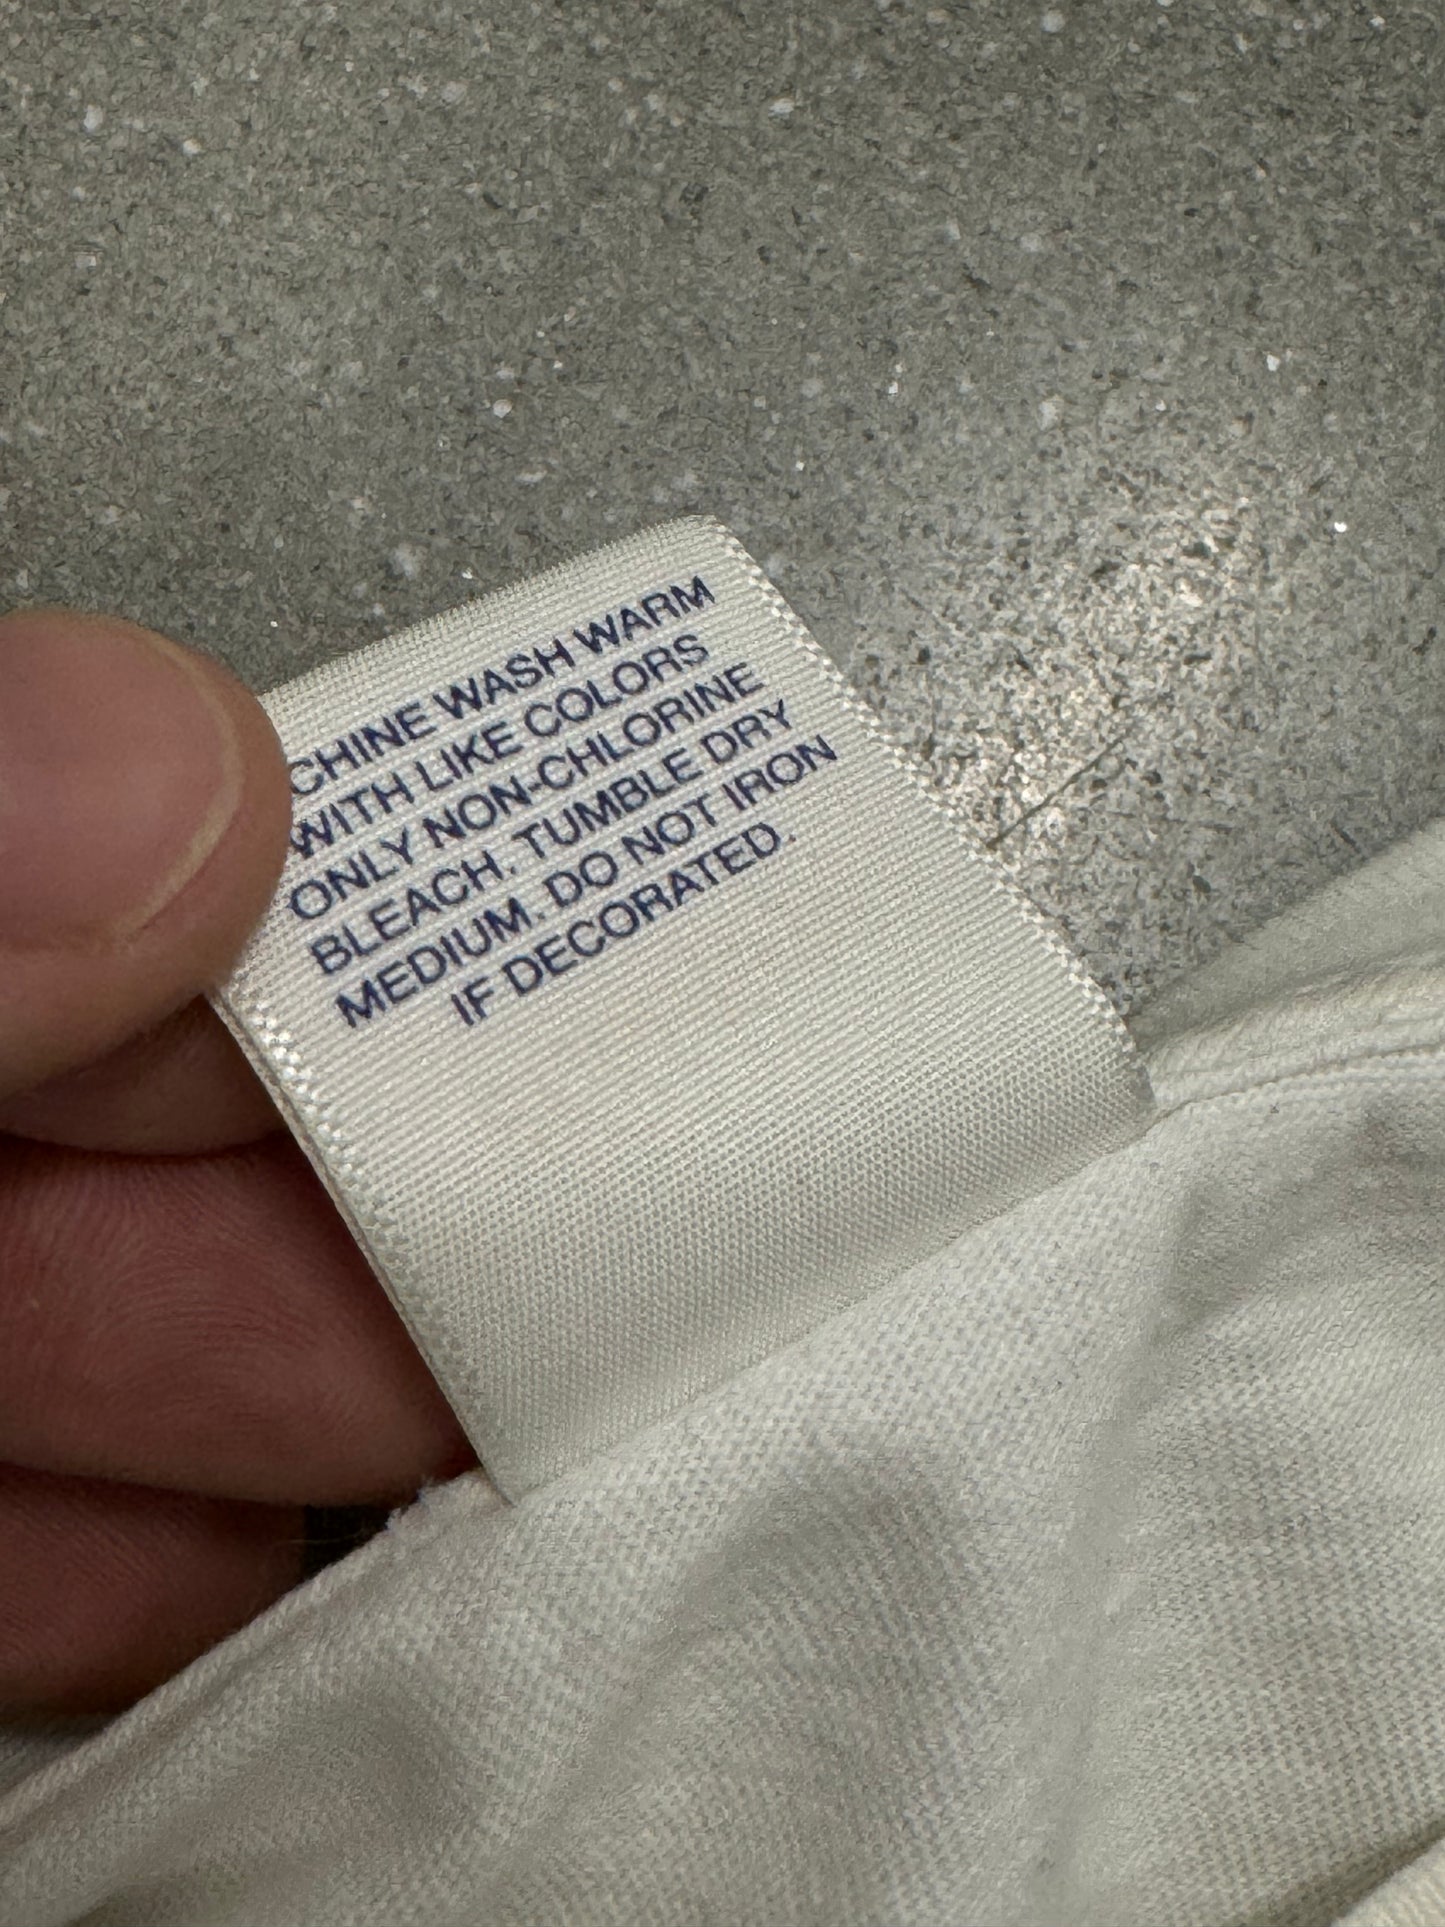 CHINE WASH WARM
WITH LIKE COLORS
ONLY NON-CHLORINE
BLEACH. TUMBLE DRY
MEDIUM. DO NOT IRON
IF DECORATED.